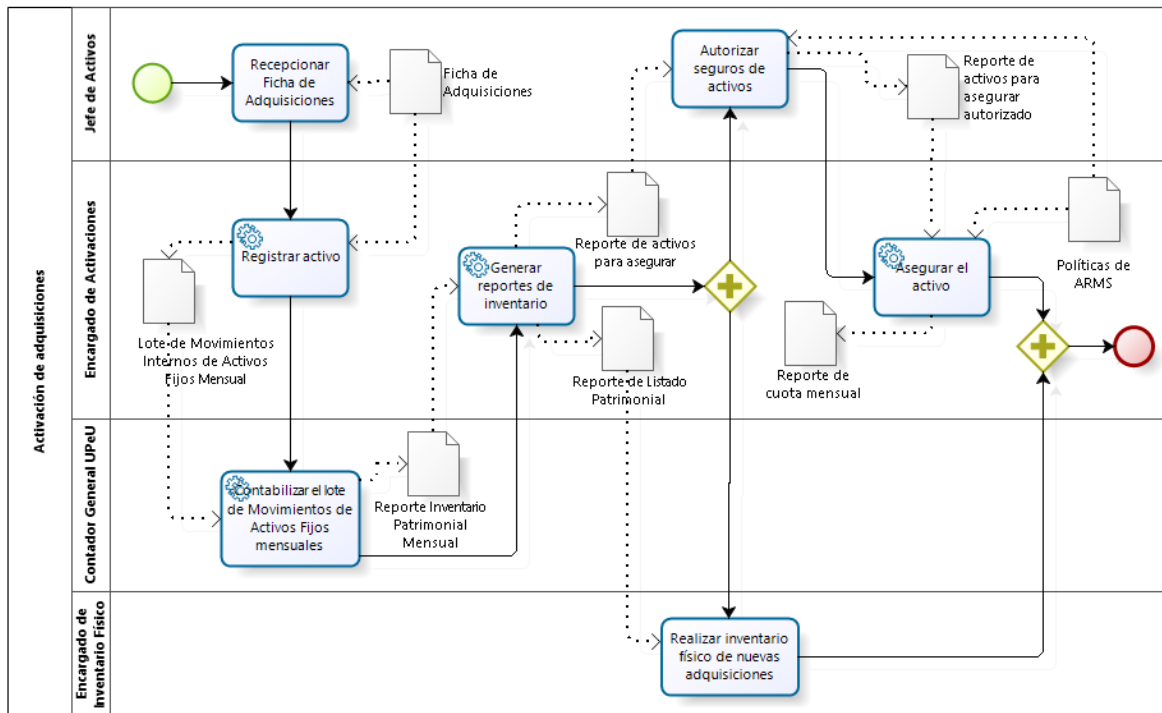 Activación de adquisiciones
Jefe de Activos
Recepcionar
Ficha de
Adquisiciones
Ficha de
Adquisiciones
Autorizar
seguros de
activos
Reporte de
activos para
asegurar
autorizado
Encargado de Activaciones
Registrar activo
Lote de Movimientos
Internos de Activos
Fijos Mensual
Generar
reportes de
inventario
Reporte de activos
para asegurar
Reporte de Listado
Patrimonial
Asegurar el
activo
Reporte de
cuota mensual
Políticas de
ARMS
Contador General UPeU
Contabilizar el lote
de Movimientos de
Activos Fijos
mensuales
Reporte Inventario
Patrimonial
Mensual
Encargado de
Inventario Físico
Realizar inventario
físico de nuevas
adquisiciones